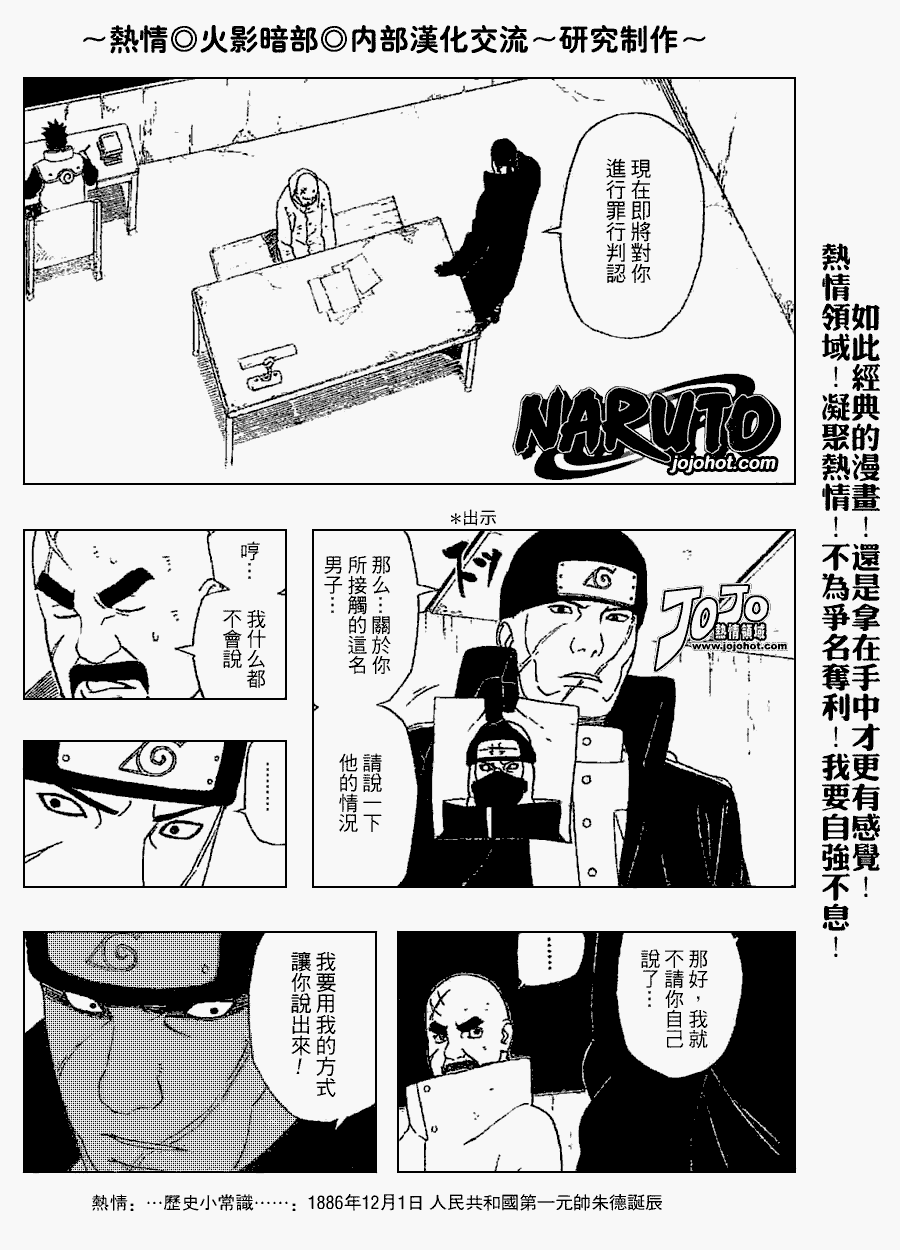 ～熱情◎火影暗部◎内部漢化交流～研究制作～
現在即將對你
進行罪行判認
NARUTO
jojohot.com
如此經典的漫畫！還是拿在手中才更有感覺！
熱情領域！凝聚熱情！不為爭名奪利！我要自強不息！
＊出示
ドッ
JOJO
熱情領域
www.jojohot.com
那么…關於你
所接觸的這名
男子…
請說一下
他的情況
哼…
我什么都
不會說
………
那好，我就
不請你自己
說了…
……
我要用我的方式
讓你說出來！
熱情：…歷史小常識……：1886年12月1日 人民共和國第一元帥朱德誕辰